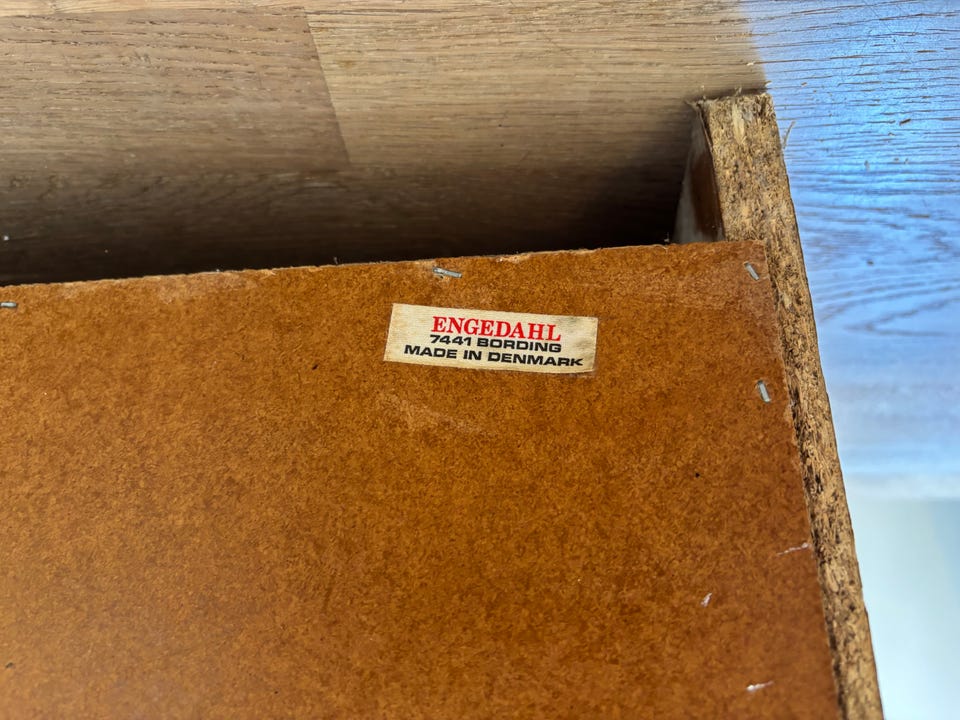 ENGEDAHL
7441 BORDING
MADE IN DENMARK